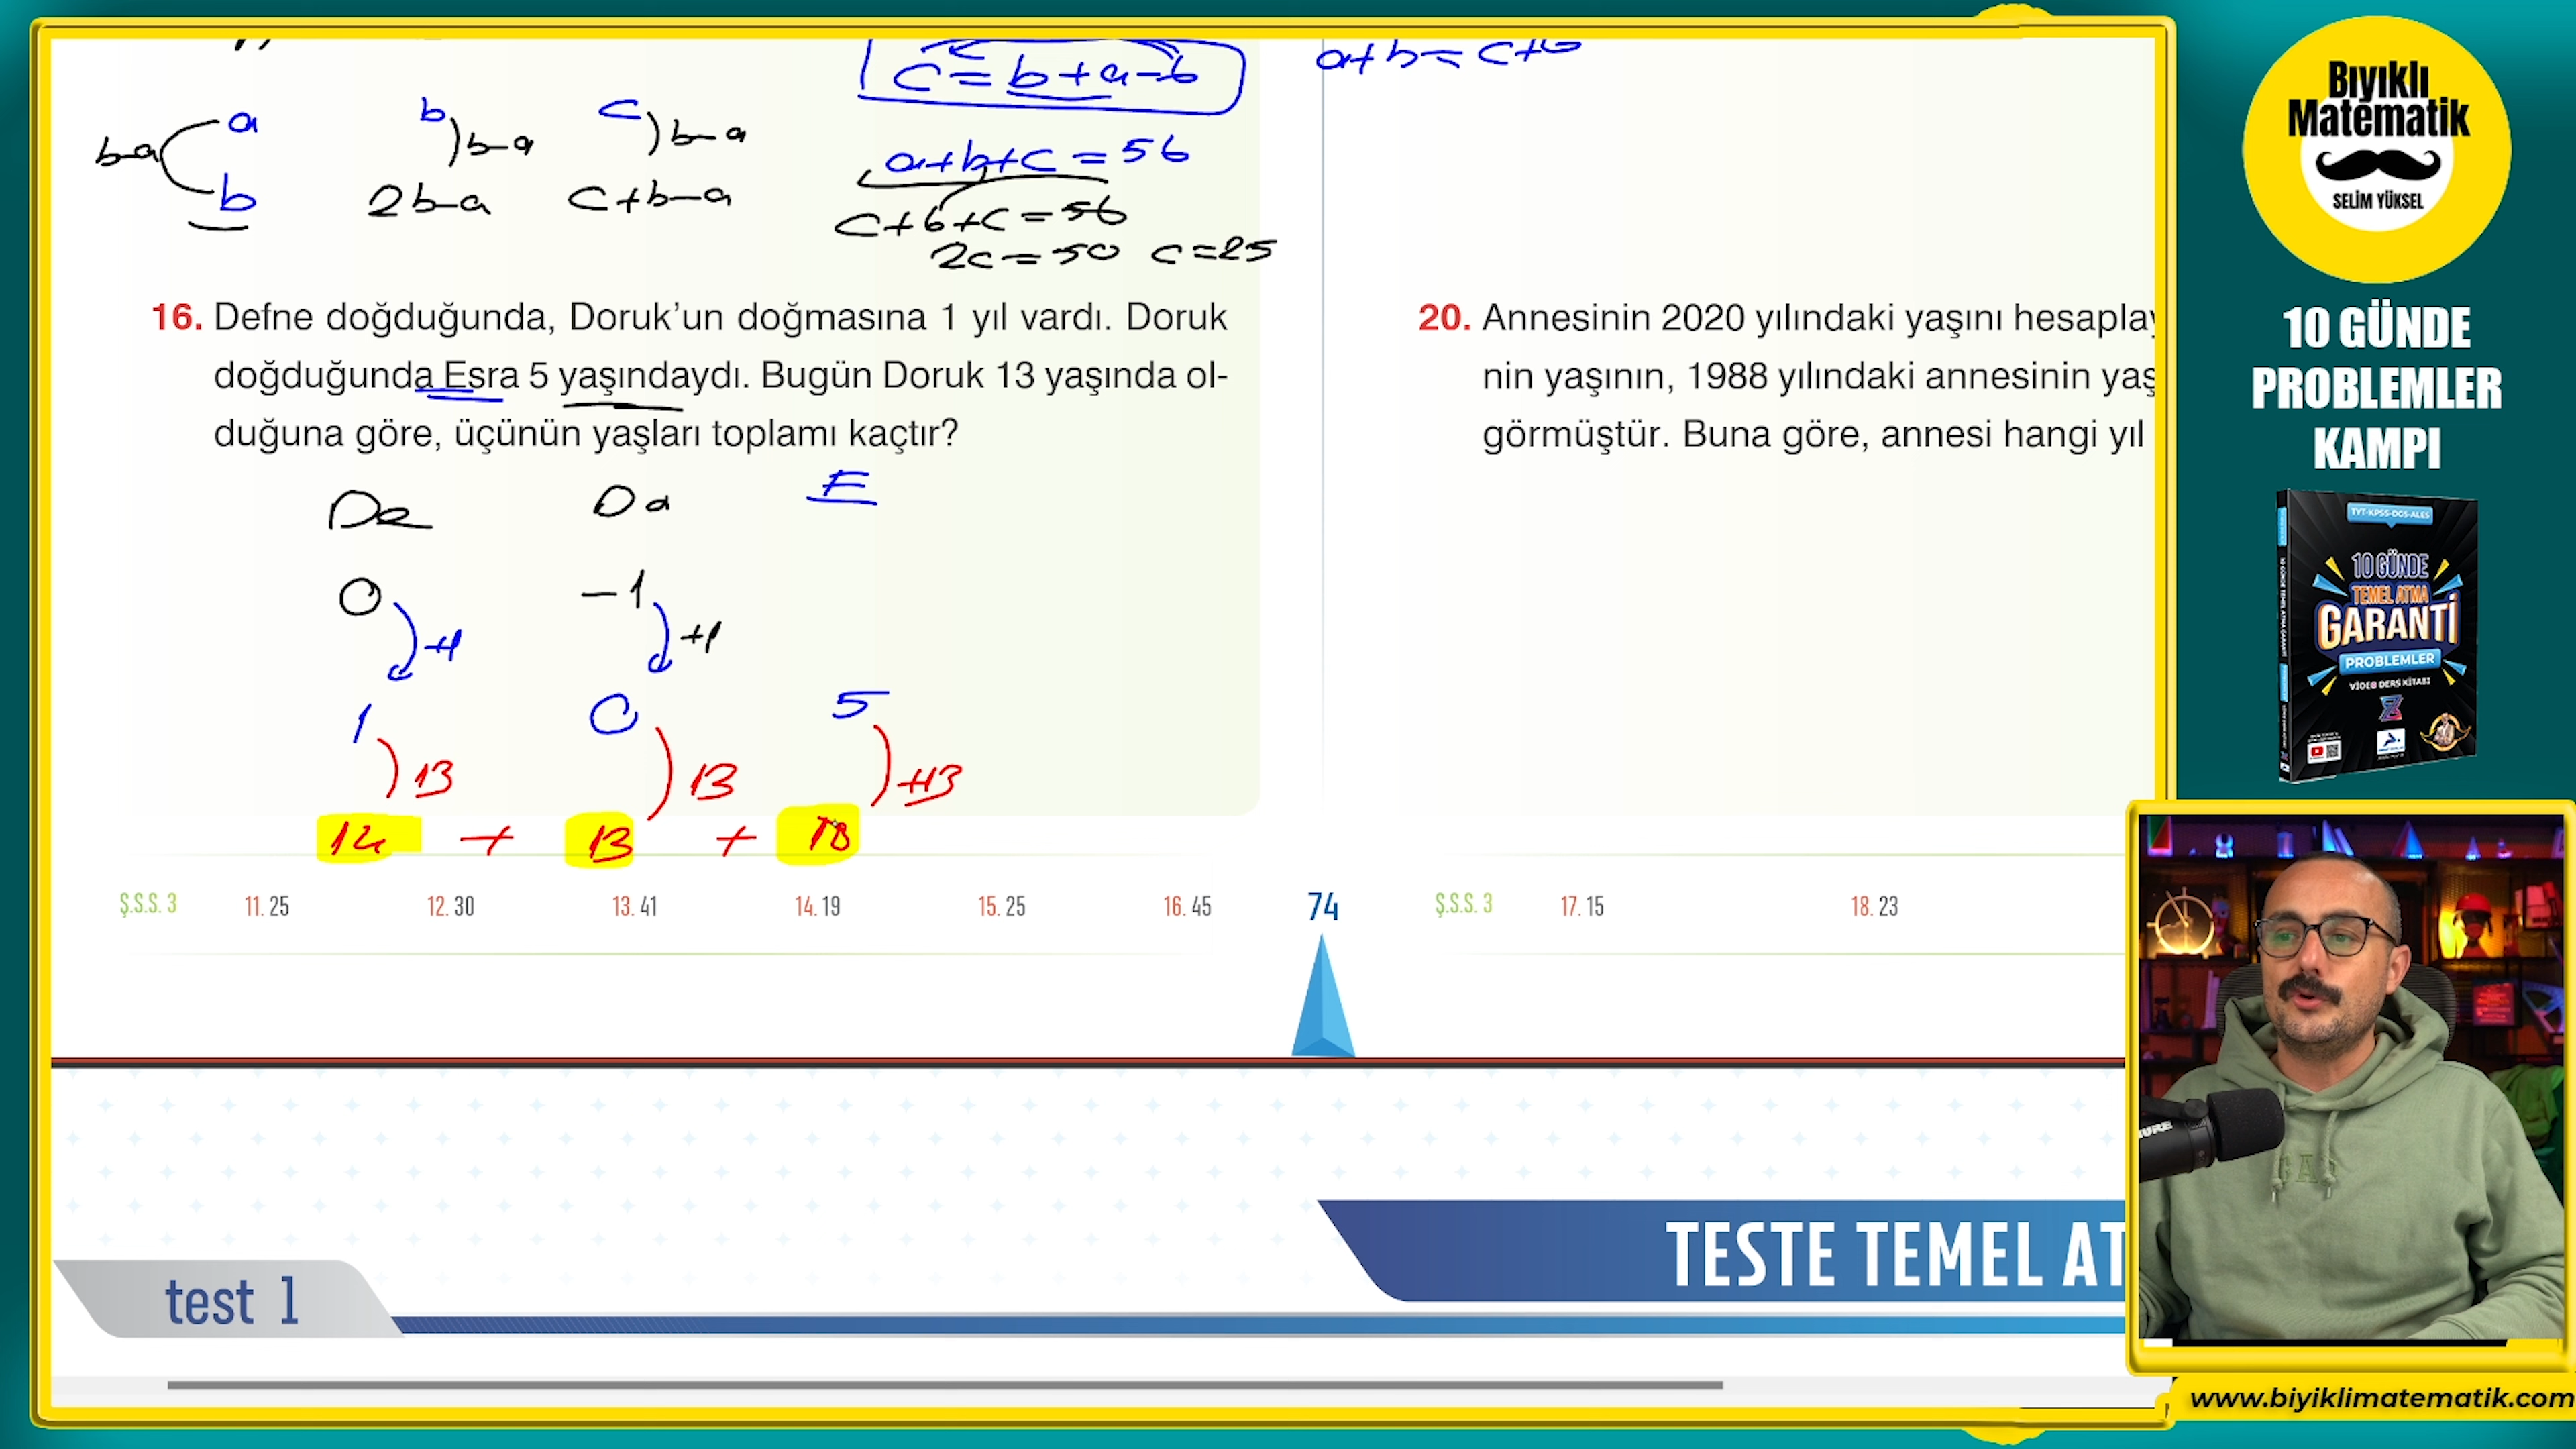 c = b + a - 6
a+b = c+6
b-a
a
b
b
b-a
2b-a
c
b-a
c+b-a
a+b+c = 56
c+6+c = 56
2c = 50 c = 25
16. Defne doğduğunda, Doruk'un doğmasına 1 yıl vardı. Doruk
doğduğunda Esra 5 yaşındaydı. Bugün Doruk 13 yaşında ol-
duğuna göre, üçünün yaşları toplamı kaçtır?
De Do E
0 -1
+1 +1
1 0 5
13 13 +13
14 + 13 + 18
Ş.S.S. 3 11. 25 12. 30 13. 41 14. 19 15. 25 16. 45
74
20. Annesinin 2020 yılındaki yaşını hesaplay
nin yaşının, 1988 yılındaki annesinin yaş
görmüştür. Buna göre, annesi hangi yıl
Ş.S.S. 3 17. 15 18. 23
test 1
TESTE TEMEL AT
Bıyıklı
Matematik
SELİM YÜKSEL
10 GÜNDE
PROBLEMLER
KAMPI
TYT-KPSS-DGS-ALES
10 GÜNDE
TEMEL ATMA
GARANTİ
PROBLEMLER
VİDEO DERS KİTABI
GAP
www.biyiklimatematik.com